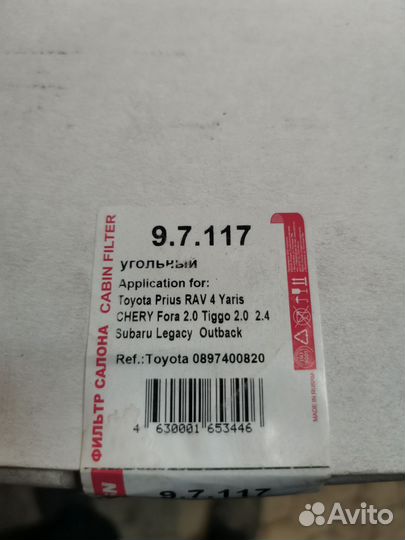 ФИЛЬТР САЛОНА CABIN FILTER
9.7.117
угольный
Application for:
Toyota Prius RAV 4 Yaris
CHERY Fora 2.0 Tiggo 2.0 2.4
Subaru Legacy Outback
Ref.:Toyota 0897400820
4 630001 653446
MADE IN RUSSIA
9.7.117
Avito